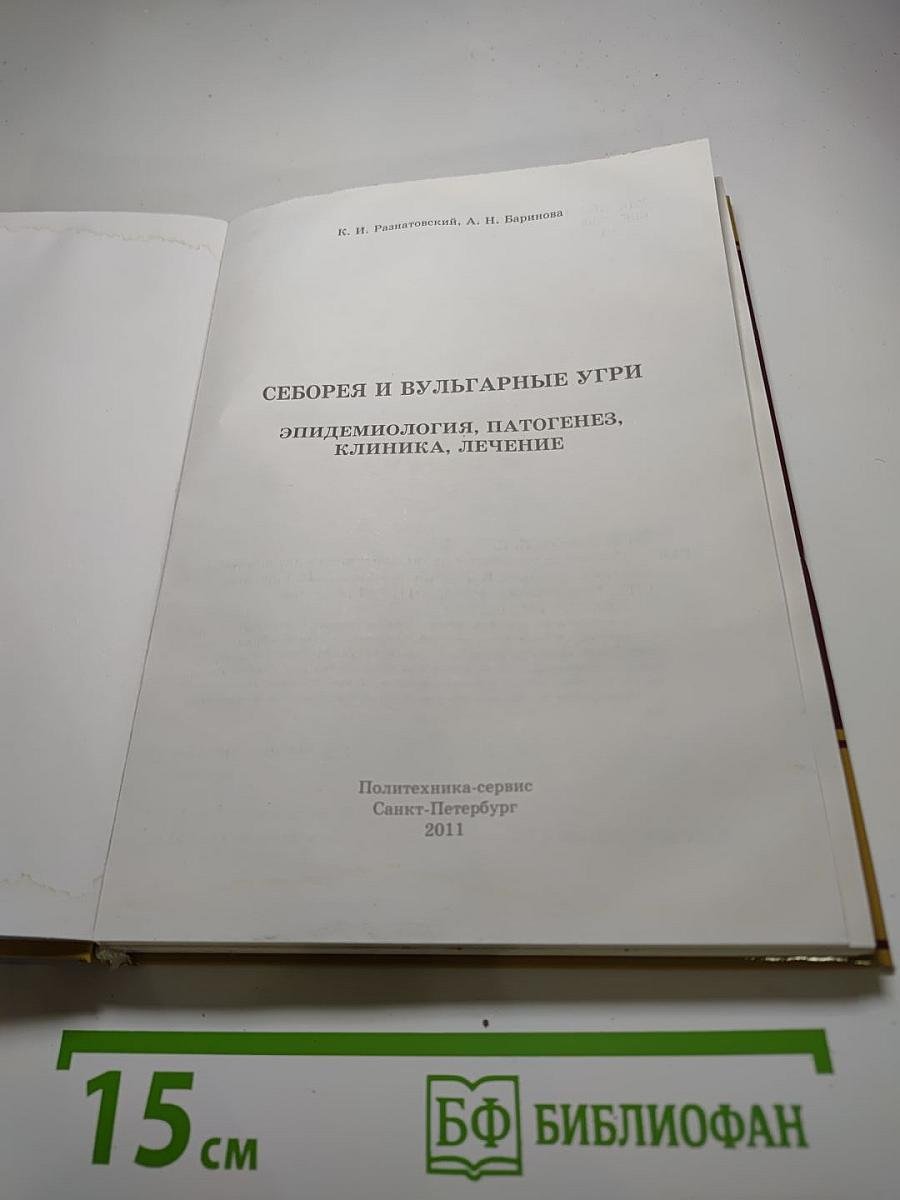 К. И. Разнатовский, А. Н. Баринова
СЕБОРЕЯ И ВУЛЬГАРНЫЕ УГРИ
ЭПИДЕМИОЛОГИЯ, ПАТОГЕНЕЗ,
КЛИНИКА, ЛЕЧЕНИЕ
Политехника-сервис
Санкт-Петербург
2011
15 см
БФ БИБЛИОФАН